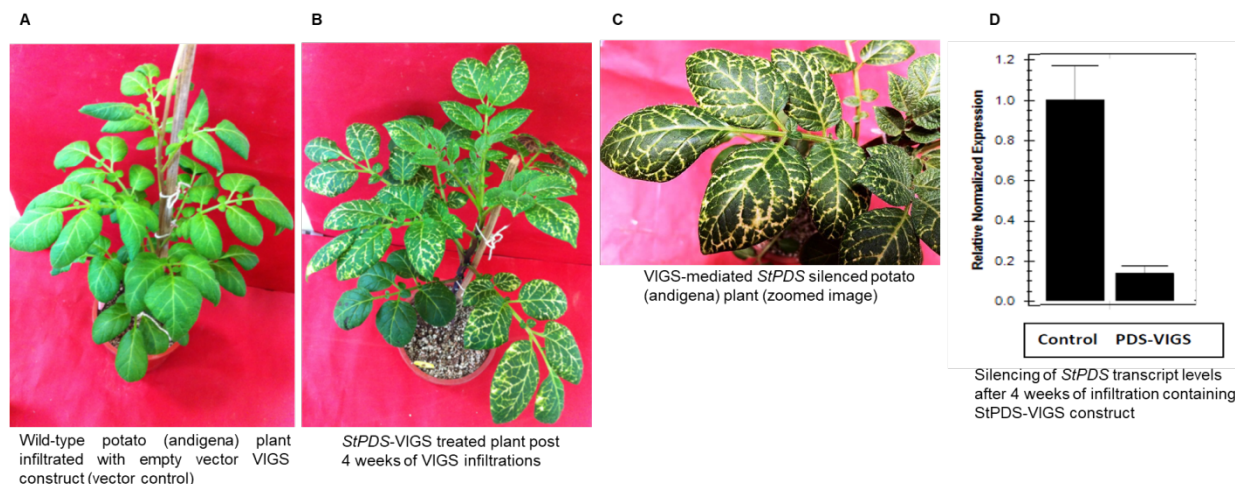 A
B
C
D
Wild-type potato (andigena) plant
infiltrated with empty vector VIGS
construct (vector control)
StPDS-VIGS treated plant post
4 weeks of VIGS infiltrations
VIGS-mediated StPDS silenced potato
(andigena) plant (zoomed image)
Relative Normalized Expression
1.2
1.0
0.8
0.6
0.4
0.2
0.0
Control PDS-VIGS
Silencing of StPDS transcript levels
after 4 weeks of infiltration containing
StPDS-VIGS construct